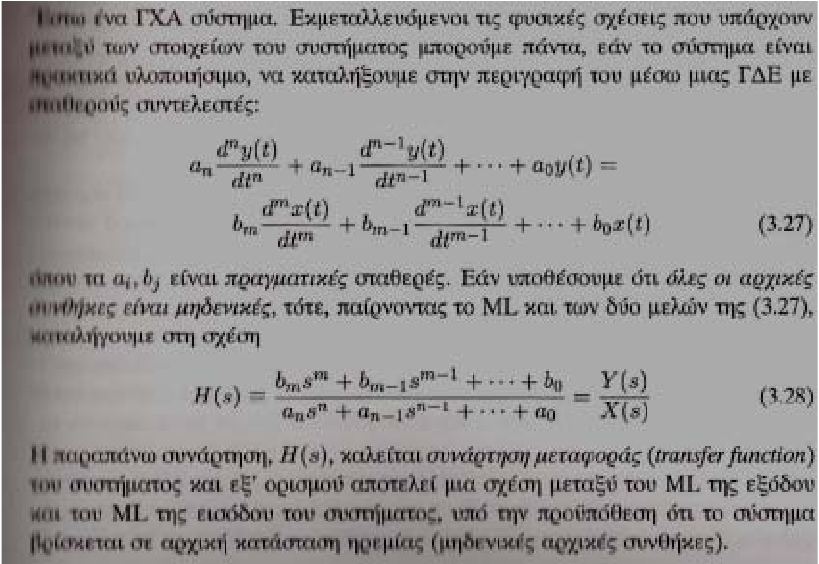 Έστω ένα ΓΧΑ σύστημα. Εκμεταλλευόμενοι τις φυσικές σχέσεις που υπάρχουν
μεταξύ των στοιχείων του συστήματος μπορούμε πάντα, εάν το σύστημα είναι
πρακτικά υλοποιήσιμο, να καταλήξουμε στην περιγραφή του μέσω μιας ΓΔΕ με
σταθερούς συντελεστές:
a_n \frac{d^n y(t)}{dt^n} + a_{n-1} \frac{d^{n-1} y(t)}{dt^{n-1}} + ⋯ + a_0 y(t) =
b_m \frac{d^m x(t)}{dt^m} + b_{m-1} \frac{d^{m-1} x(t)}{dt^{m-1}} + ⋯ + b_0 x(t) (3.27)
όπου τα a_i, b_j είναι πραγματικές σταθερές. Εάν υποθέσουμε ότι όλες οι αρχικές
συνθήκες είναι μηδενικές, τότε, παίρνοντας το ML και των δύο μελών της (3.27),
καταλήγουμε στη σχέση
H(s) = \frac{b_m s^m + b_{m-1} s^{m-1} + ⋯ + b_0}{a_n s^n + a_{n-1} s^{n-1} + ⋯ + a_0} = \frac{Y(s)}{X(s)} (3.28)
Η παραπάνω συνάρτηση, H(s), καλείται συνάρτηση μεταφοράς (transfer function)
του συστήματος και εξ' ορισμού αποτελεί μια σχέση μεταξύ του ML της εξόδου
και του ML της εισόδου του συστήματος, υπό την προϋπόθεση ότι το σύστημα
βρίσκεται σε αρχική κατάσταση ηρεμίας (μηδενικές αρχικές συνθήκες).